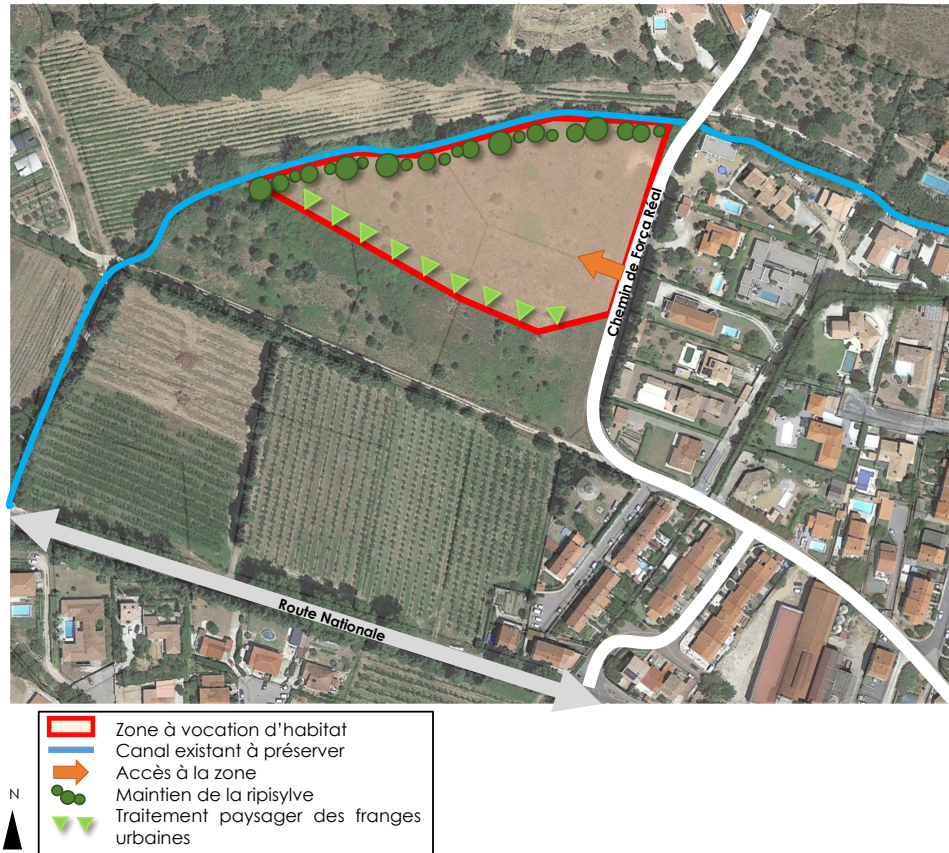 Chemin de Força Réal
Route Nationale
Zone à vocation d’habitat
Canal existant à préserver
Accès à la zone
Maintien de la ripisylve
Traitement paysager des franges
urbaines
N